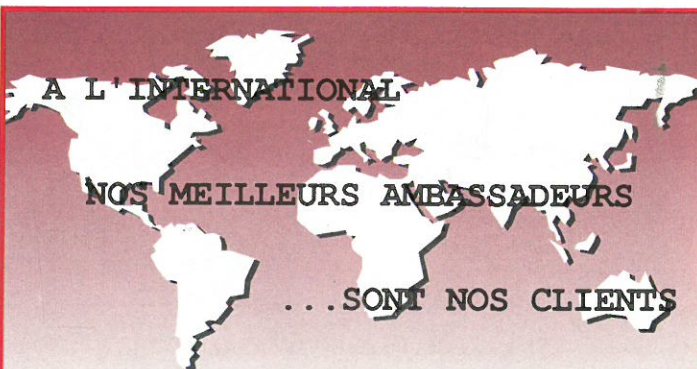 A L'INTERNATIONAL
NOS MEILLEURS AMBASSADEURS
...SONT NOS CLIENTS